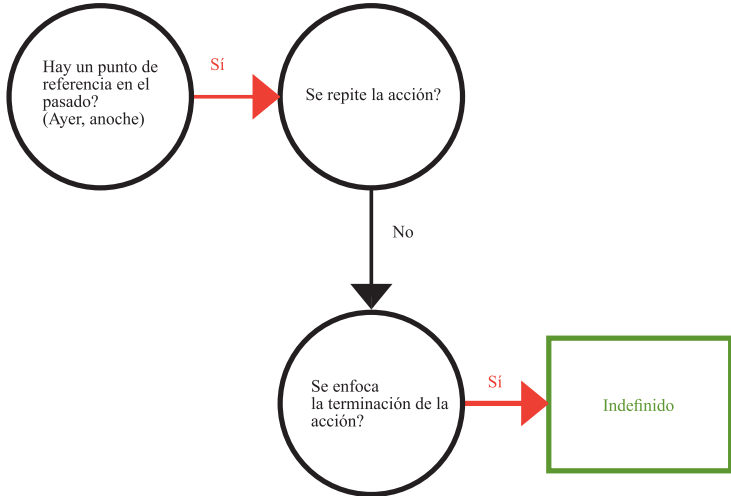 Hay un punto de
referencia en el
pasado?
(Ayer, anoche)
Sí
Se repite la acción?
No
Se enfoca
la terminación de la
acción?
Sí
Indefinido